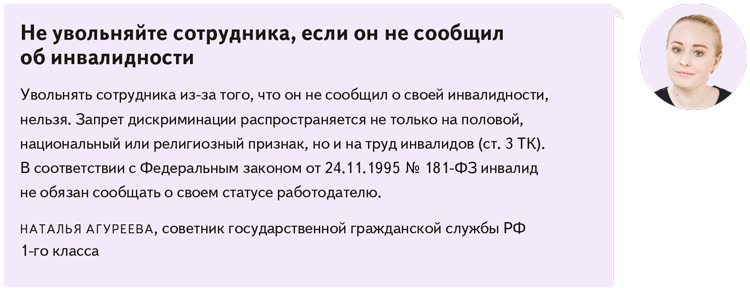 Не увольняйте сотрудника, если он не сообщил
об инвалидности
Увольнять сотрудника из-за того, что он не сообщил о своей инвалидности,
нельзя. Запрет дискриминации распространяется не только на половой,
национальный или религиозный признак, но и на труд инвалидов (ст. 3 ТК).
В соответствии с Федеральным законом от 24.11.1995 № 181-ФЗ инвалид
не обязан сообщать о своем статусе работодателю.
НАТАЛЬЯ АГУРЕЕВА, советник государственной гражданской службы РФ
1-го класса